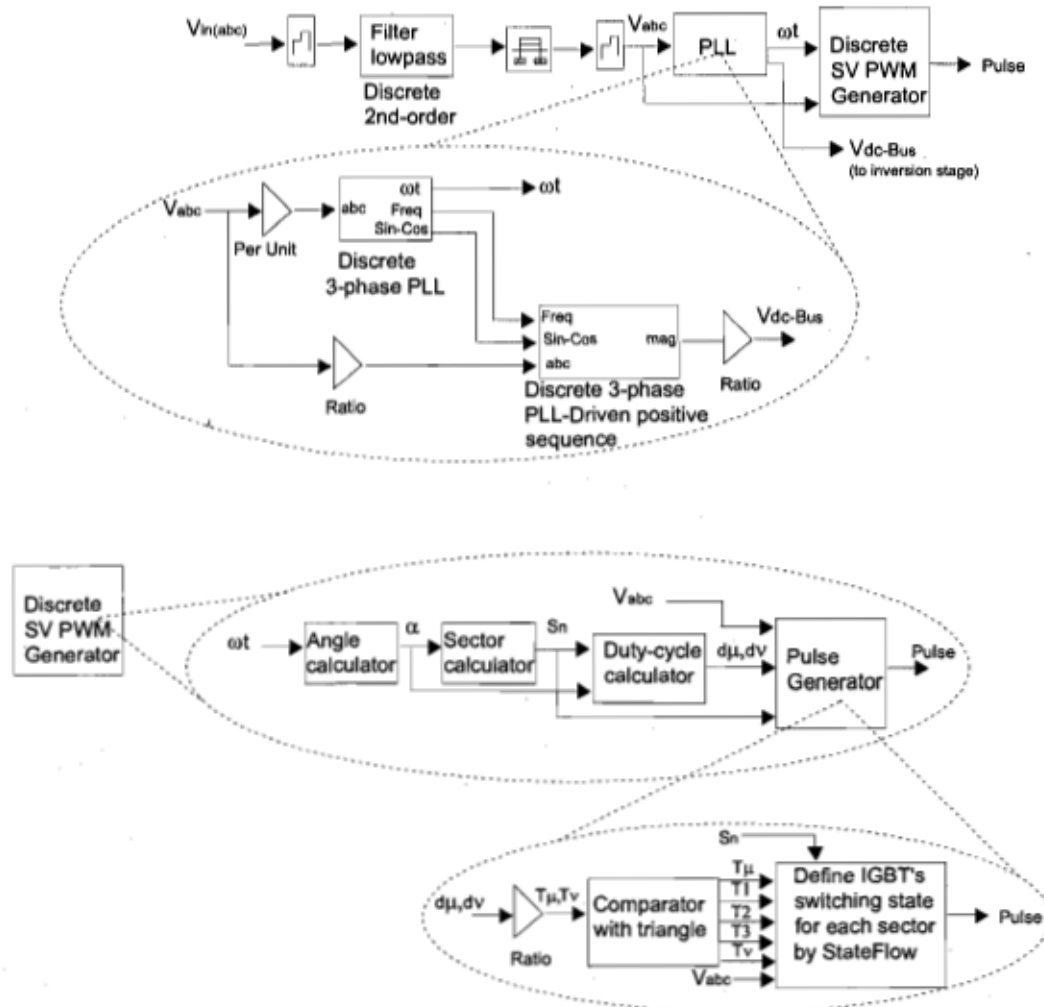 Vin(abc)
Filter
lowpass
Discrete
2nd-order
Vabc
PLL
ωt
Discrete
SV PWM
Generator
Pulse
Vdc-Bus
(to inversion stage)
Vabc
Per Unit
abc
ωt
Freq
Sin-Cos
ωt
Discrete
3-phase PLL
Ratio
Freq
Sin-Cos
abc
mag
Vdc-Bus
Ratio
Discrete 3-phase
PLL-Driven positive
sequence
Discrete
SV PWM
Generator
ωt
Angle
calculator
α
Sector
calculator
Sn
Duty-cycle
calculator
dμ,dν
Vabc
Pulse
Generator
Pulse
dμ,dν
Ratio
Tμ,Tν
Comparator
with triangle
Tμ
T1
T2
T3
Tν
Vabc
Sn
Define IGBT's
switching state
for each sector
by StateFlow
Pulse